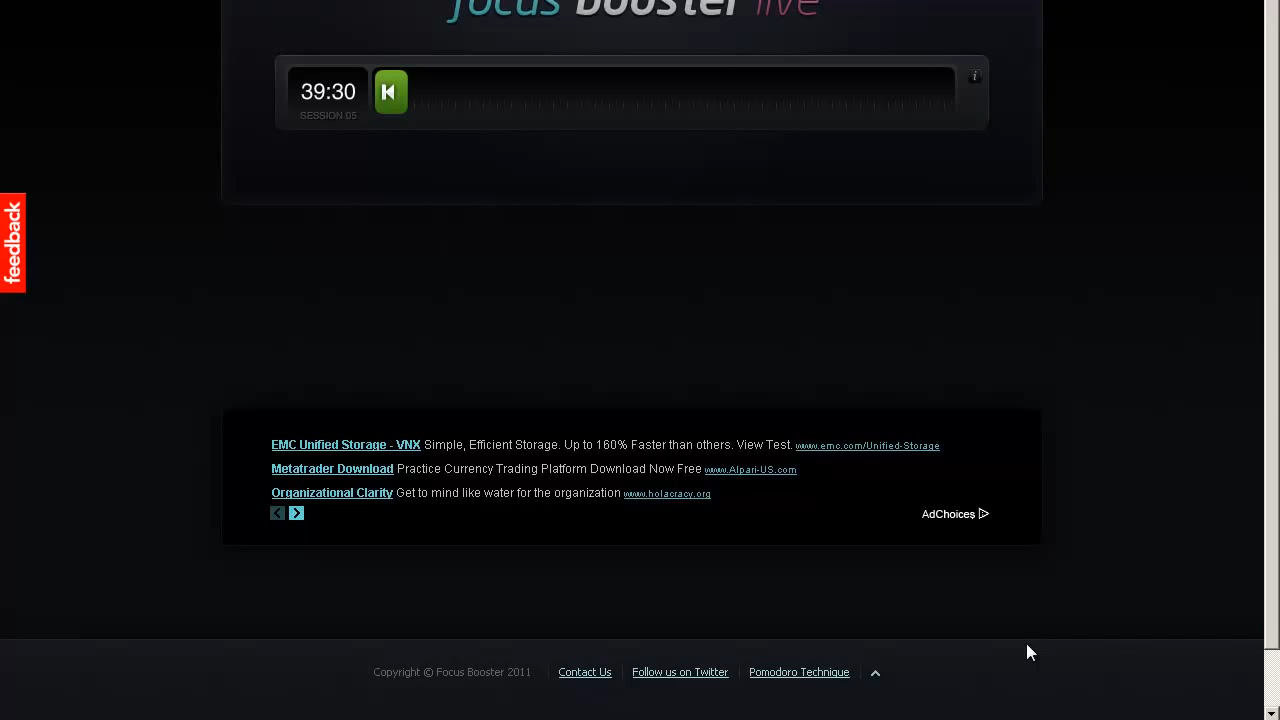 focus booster live
39:30
SESSION 05
i
feedback
EMC Unified Storage - VNX Simple, Efficient Storage. Up to 160% Faster than others. View Test. www.emc.com/Unified-Storage
Metatrader Download Practice Currency Trading Platform Download Now Free www.Alpari-US.com
Organizational Clarity Get to mind like water for the organization www.holacracy.org
AdChoices
Copyright © Focus Booster 2011 Contact Us Follow us on Twitter Pomodoro Technique